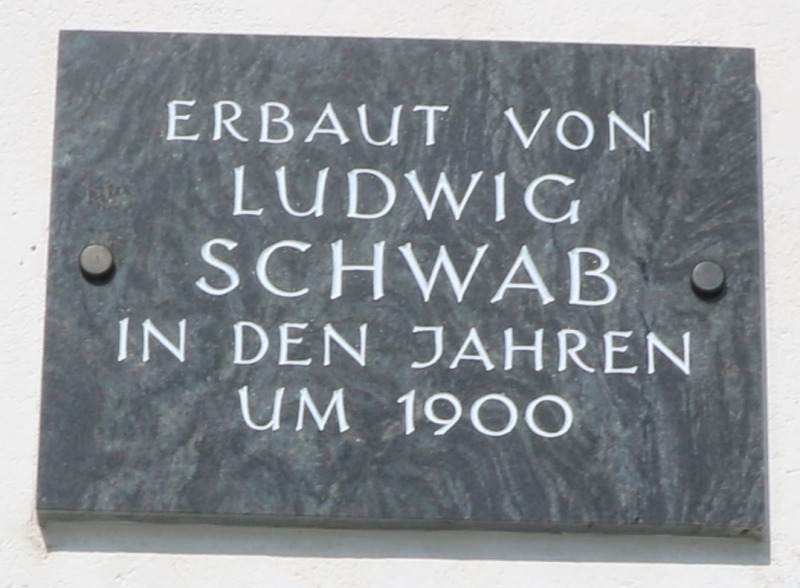 ERBAUT VON
LUDWIG
SCHWAB
IN DEN JAHREN
UM 1900